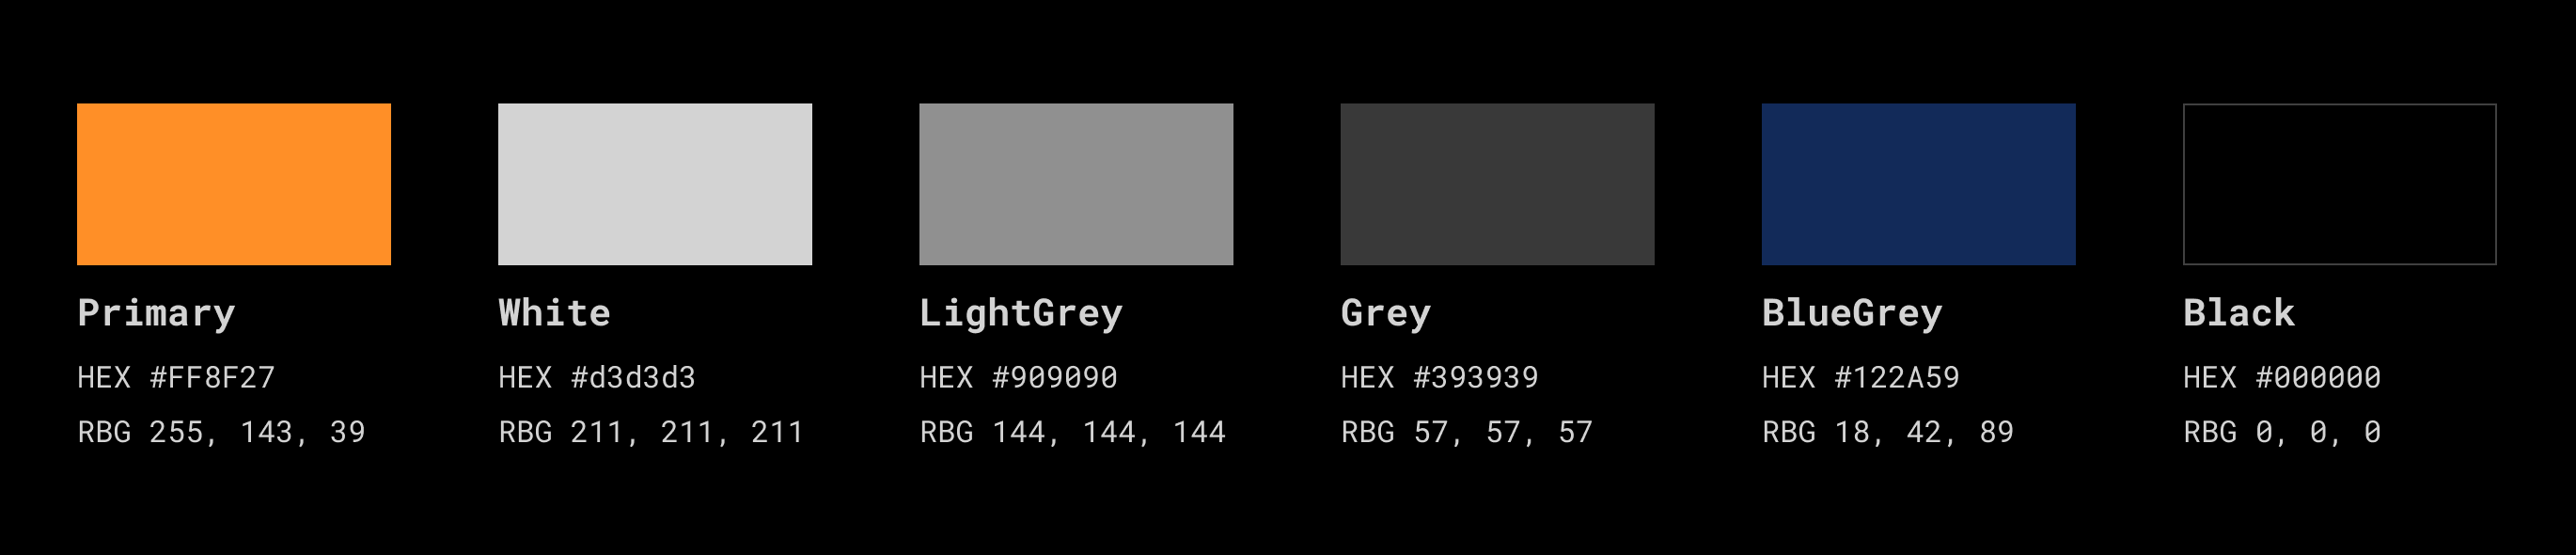 Primary
HEX #FF8F27
RBG 255, 143, 39
White
HEX #d3d3d3
RBG 211, 211, 211
LightGrey
HEX #909090
RBG 144, 144, 144
Grey
HEX #393939
RBG 57, 57, 57
BlueGrey
HEX #122A59
RBG 18, 42, 89
Black
HEX #000000
RBG 0, 0, 0